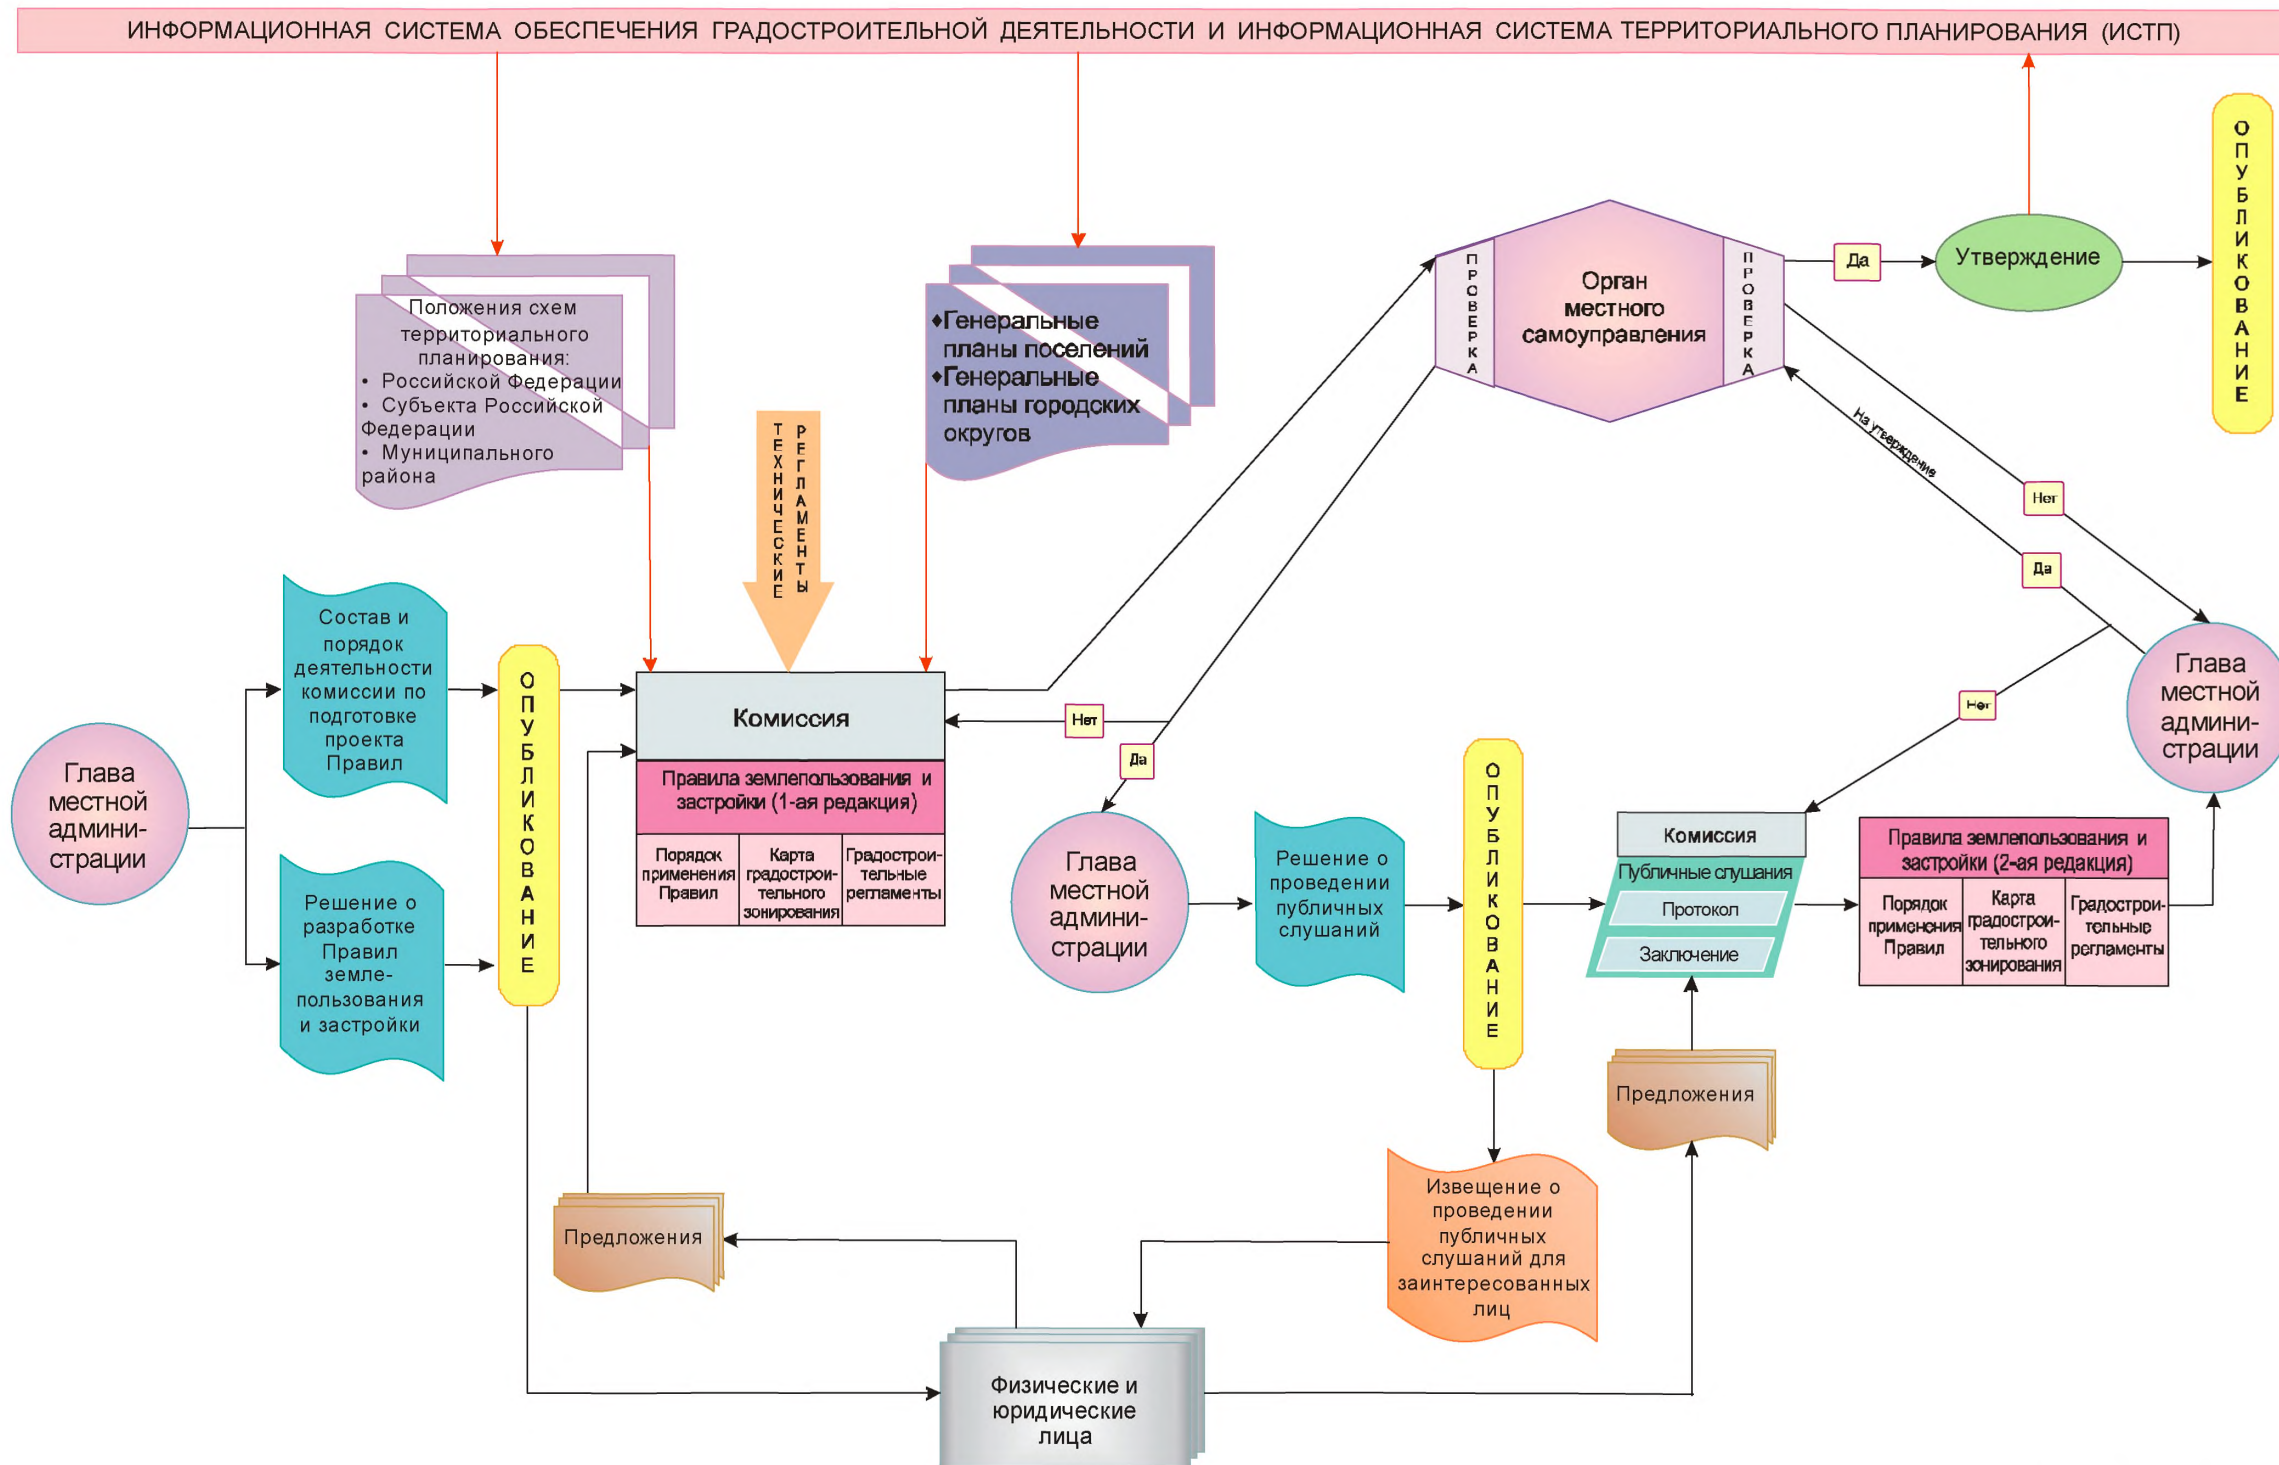 ИНФОРМАЦИОННАЯ СИСТЕМА ОБЕСПЕЧЕНИЯ ГРАДОСТРОИТЕЛЬНОЙ ДЕЯТЕЛЬНОСТИ И ИНФОРМАЦИОННАЯ СИСТЕМА ТЕРРИТОРИАЛЬНОГО ПЛАНИРОВАНИЯ (ИСТП)
Положения схем
территориального
планирования:
• Российской Федерации
• Субъекта Российской
Федерации
• Муниципального
района
♦Генеральные
планы поселений
♦Генеральные
планы городских
округов
ТЕХНИЧЕСКИЕ
РЕГЛАМЕНТЫ
ПРОВЕРКА
Орган
местного
самоуправления
ПРОВЕРКА
Да
Утверждение
ОПУБЛИКОВАНИЕ
На утверждение
Нет
Да
Нет
Глава
местной
админи-
страции
Глава
местной
админи-
страции
Состав и
порядок
деятельности
комиссии по
подготовке
проекта
Правил
Решение о
разработке
Правил
земле-
пользования
и застройки
ОПУБЛИКОВАНИЕ
Комиссия
Правила землепользования и
застройки (1-ая редакция)
Порядок
применения
Правил
Карта
градострои-
тельного
зонирования
Градострои-
тельные
регламенты
Нет
Да
Глава
местной
админи-
страции
Решение о
проведении
публичных
слушаний
ОПУБЛИКОВАНИЕ
Комиссия
Публичные слушания
Протокол
Заключение
Правила землепользования и
застройки (2-ая редакция)
Порядок
применения
Правил
Карта
градострои-
тельного
зонирования
Градострои-
тельные
регламенты
Предложения
Извещение о
проведении
публичных
слушаний для
заинтересованных
лиц
Предложения
Физические и
юридические
лица